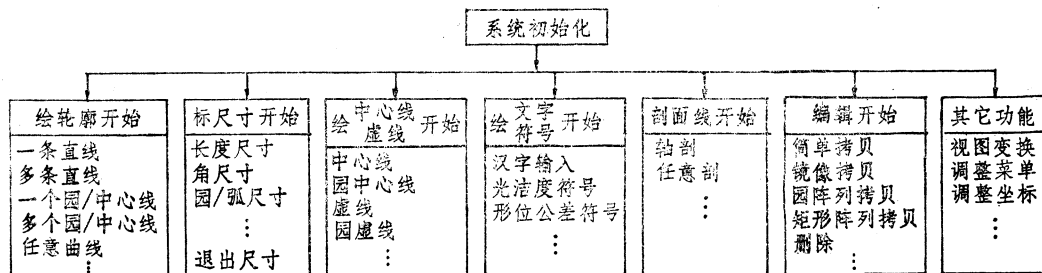 系统初始化
绘轮廓开始
一条直线
多条直线
一个园/中心线
多个园/中心线
任意曲线
⋮
标尺寸开始
长度尺寸
角尺寸
园/弧尺寸
⋮
退出尺寸
绘 中心线 虚线 开始
中心线
园中心线
虚线
园虚线
⋮
绘 文字 符号 开始
汉字输入
光洁度符号
形位公差符号
⋮
剖面线开始
轴剖
任意剖
⋮
编辑开始
简单拷贝
镜像拷贝
园阵列拷贝
矩形阵列拷贝
删除
⋮
其它功能
视图变换
调整菜单
调整坐标
⋮